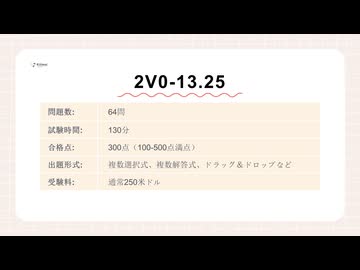 2V0-13.25
問題数: 64問
試験時間: 130分
合格点: 300点（100-500点満点）
出題形式: 複数選択式、複数解答式、ドラッグ＆ドロップなど
受験料: 通常250米ドル